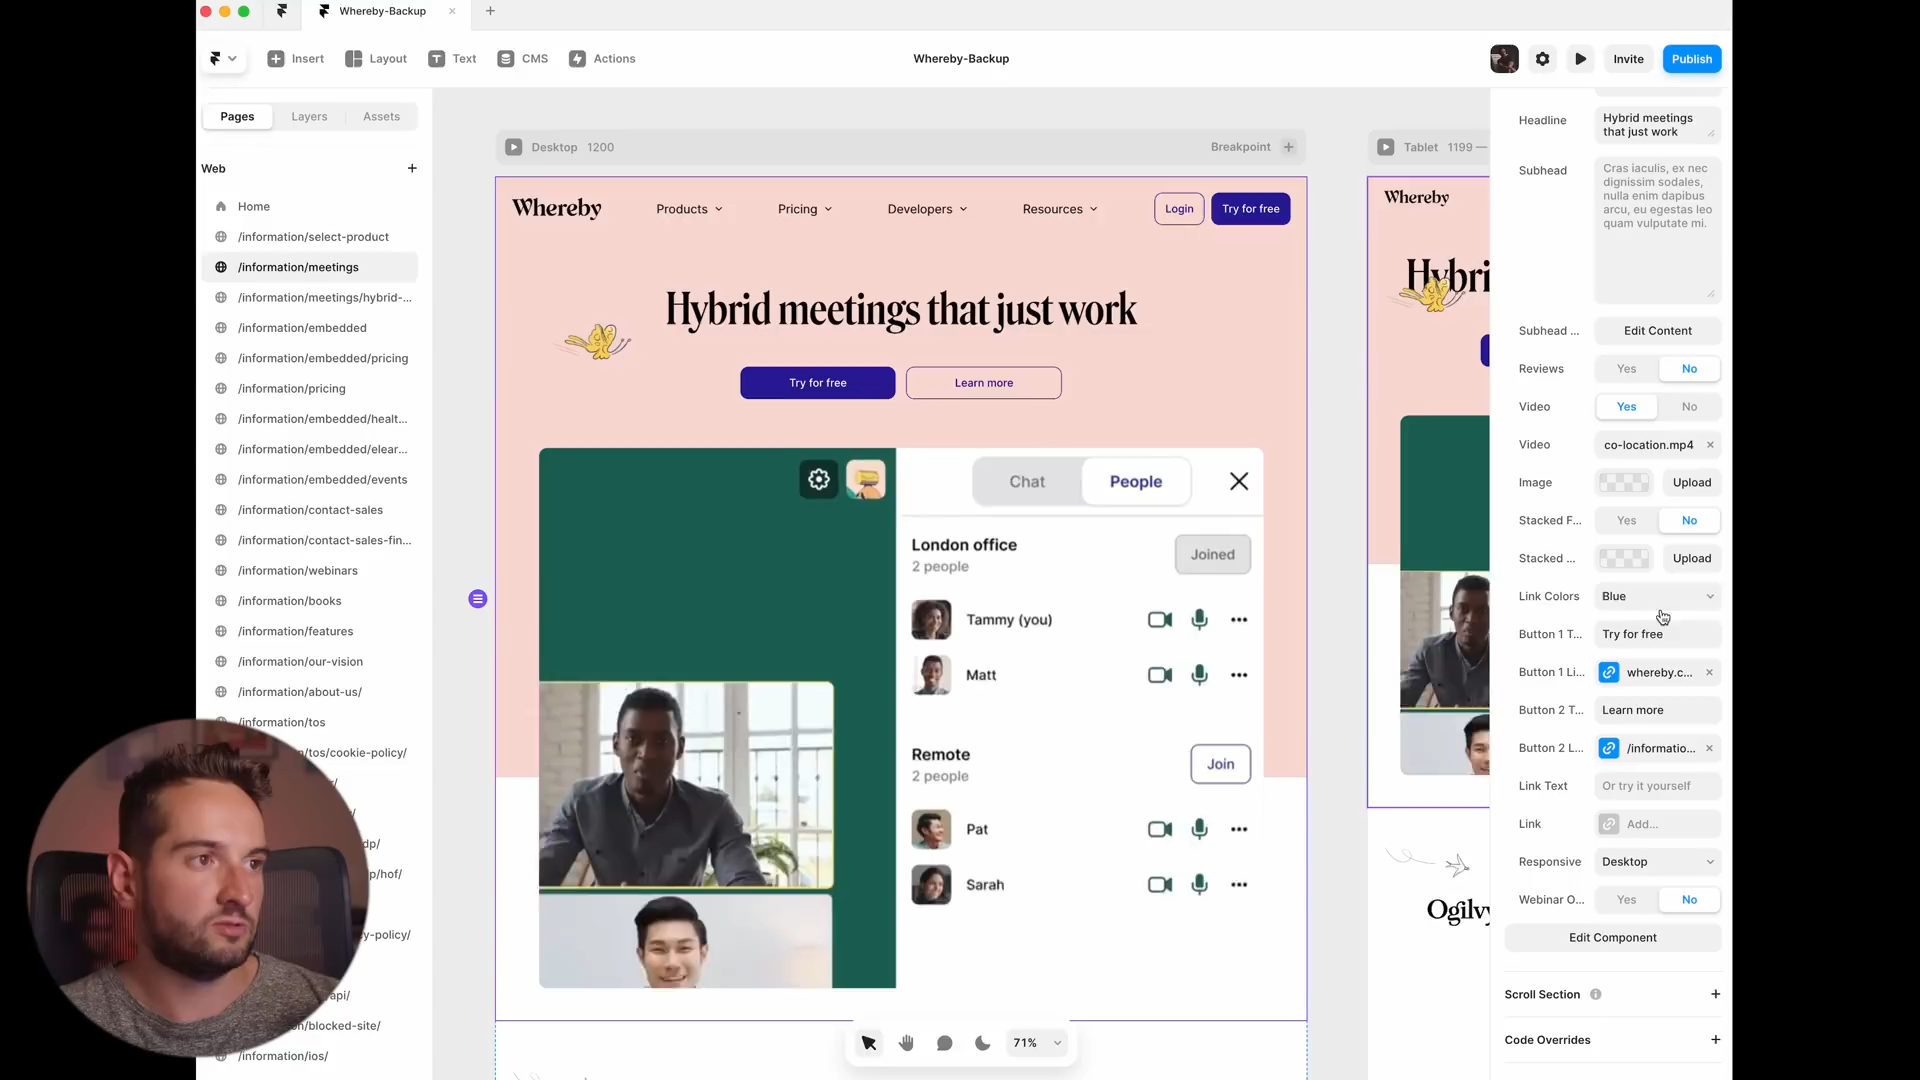 Whereby-Backup
Insert
Layout
Text
CMS
Actions
Whereby-Backup
Invite
Publish
Pages
Layers
Assets
Web
Home
/information/select-product
/information/meetings
/information/meetings/hybrid-...
/information/embedded
/information/embedded/pricing
/information/pricing
/information/embedded/healt...
/information/embedded/elear...
/information/embedded/events
/information/contact-sales
/information/contact-sales-fin...
/information/webinars
/information/books
/information/features
/information/our-vision
/information/about-us/
/information/tos
tos/cookie-policy/
dp/
p/hof/
cy-policy/
api/
/blocked-site/
/information/ios/
Desktop 1200
Breakpoint
Whereby
Products
Pricing
Developers
Resources
Login
Try for free
Hybrid meetings that just work
Try for free
Learn more
Chat
People
London office
2 people
Joined
Tammy (you)
Matt
Remote
2 people
Join
Pat
Sarah
71%
Tablet 1199 —
Whereby
Hybri
Ogilvy
Headline
Hybrid meetings
that just work
Subhead
Cras iaculis, ex nec
dignissim sodales,
nulla enim dapibus
arcu, eu egestas leo
quam vulputate mi.
Subhead ...
Edit Content
Reviews
Yes
No
Video
Yes
No
Video
co-location.mp4
Image
Upload
Stacked F...
Yes
No
Stacked ...
Upload
Link Colors
Blue
Button 1 T...
Try for free
Button 1 Li...
whereby.c...
Button 2 T...
Learn more
Button 2 L...
/informatio...
Link Text
Or try it yourself
Link
Add...
Responsive
Desktop
Webinar O...
Yes
No
Edit Component
Scroll Section
Code Overrides